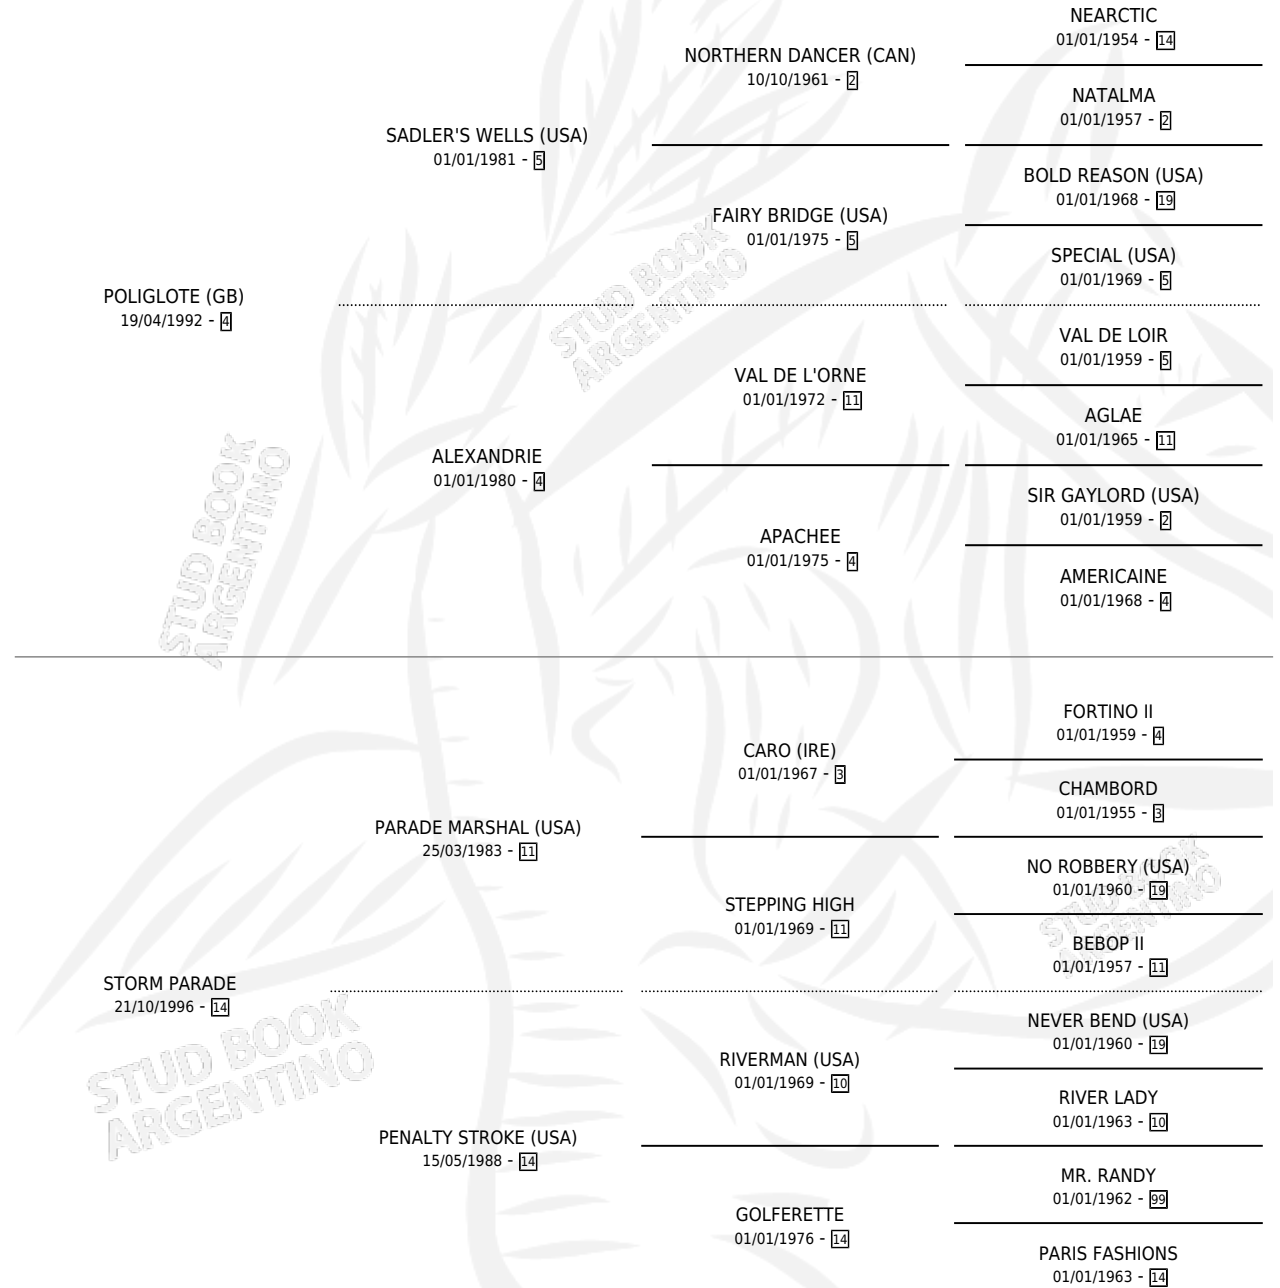 NEARCTIC
01/01/1954 - 14
NORTHERN DANCER (CAN)
10/10/1961 - 2
NATALMA
01/01/1957 - 2
SADLER'S WELLS (USA)
01/01/1981 - 5
BOLD REASON (USA)
01/01/1968 - 19
FAIRY BRIDGE (USA)
01/01/1975 - 5
SPECIAL (USA)
01/01/1969 - 5
POLIGLOTE (GB)
19/04/1992 - 4
STUD BOOK
ARGENTINO
VAL DE LOIR
01/01/1959 - 5
VAL DE L'ORNE
01/01/1972 - 11
AGLAE
01/01/1965 - 11
ALEXANDRIE
01/01/1980 - 4
SIR GAYLORD (USA)
01/01/1959 - 2
APACHEE
01/01/1975 - 4
AMERICAINE
01/01/1968 - 4
STUD BOOK
ARGENTINO
FORTINO II
01/01/1959 - 4
CARO (IRE)
01/01/1967 - 3
CHAMBORD
01/01/1955 - 3
PARADE MARSHAL (USA)
25/03/1983 - 11
NO ROBBERY (USA)
01/01/1960 - 19
STEPPING HIGH
01/01/1969 - 11
BEBOP II
01/01/1957 - 11
STUD BOOK
ARGENTINO
STORM PARADE
21/10/1996 - 14
NEVER BEND (USA)
01/01/1960 - 19
RIVERMAN (USA)
01/01/1969 - 10
RIVER LADY
01/01/1963 - 10
STUD BOOK
ARGENTINO
PENALTY STROKE (USA)
15/05/1988 - 14
MR. RANDY
01/01/1962 - 99
GOLFERETTE
01/01/1976 - 14
PARIS FASHIONS
01/01/1963 - 14